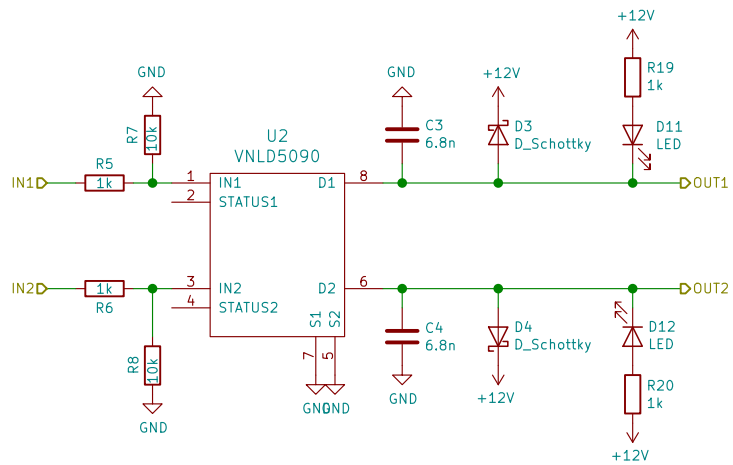 +12V
GND
GND
+12V
R19
1k
R7
10k
U2
VNLD5090
C3
6.8n
D3
D_Schottky
D11
LED
R5
1k
IN1
1
IN1
D1
8
OUT1
2
STATUS1
IN2
1k
R6
3
IN2
D2
6
OUT2
4
STATUS2
S1
S2
7
5
R8
10k
C4
6.8n
D4
D_Schottky
D12
LED
R20
1k
GND
GND
GND
GND
+12V
+12V